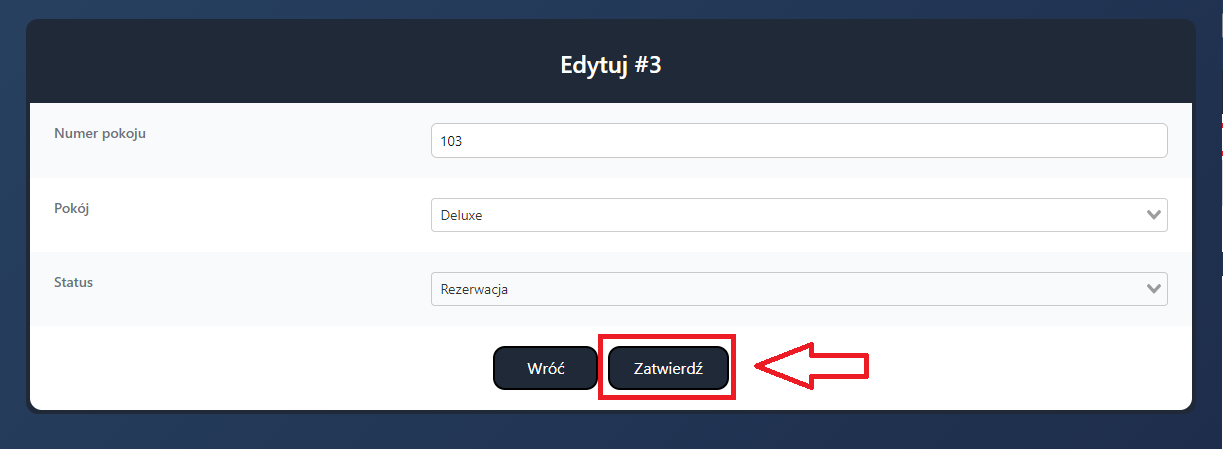 Edytuj #3
Numer pokoju
103
Pokój
Deluxe
Status
Rezerwacja
Wróć Zatwierdź